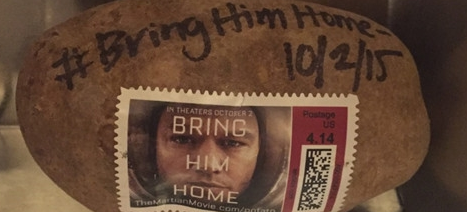 #BringHimHome-
10/2/15
IN THEATERS OCTOBER 2
BRING
HIM
HOME
TheMartianMovie.com/potato
Postage
US
4.14